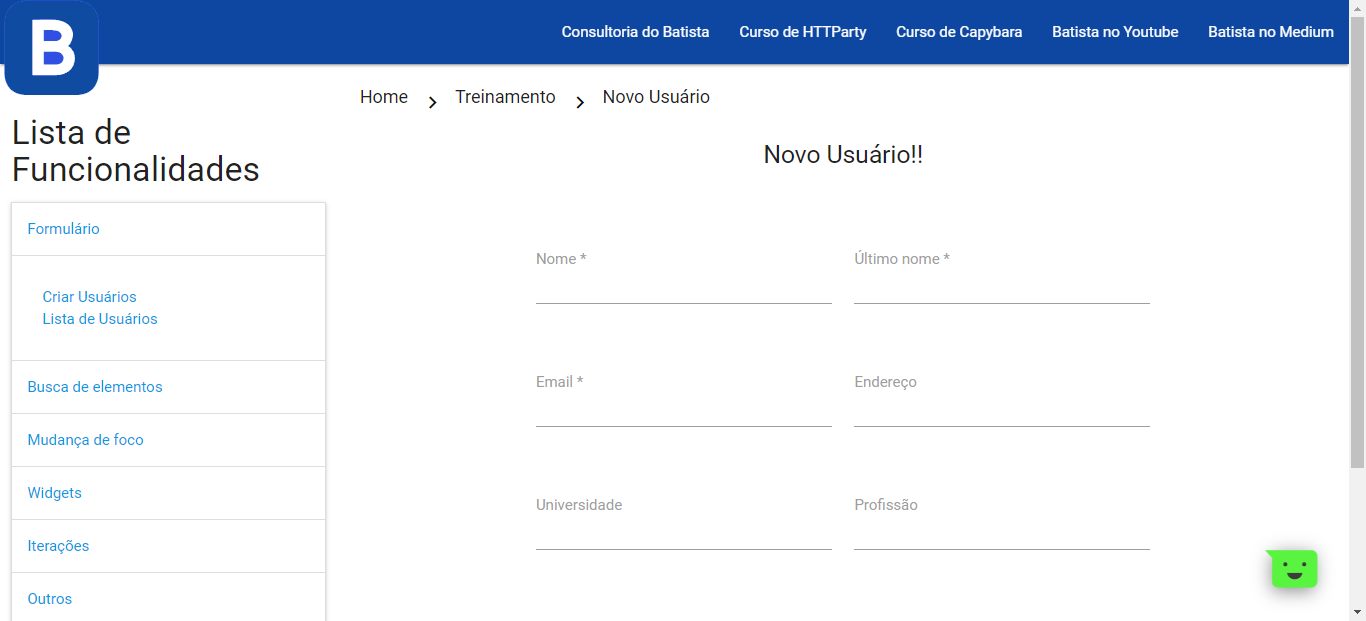 B
Consultoria do Batista Curso de HTTParty Curso de Capybara Batista no Youtube Batista no Medium
Home Treinamento Novo Usuário
Lista de
Funcionalidades
Formulário
Criar Usuários
Lista de Usuários
Busca de elementos
Mudança de foco
Widgets
Iterações
Outros
Novo Usuário!!
Nome * Último nome *
Email * Endereço
Universidade Profissão